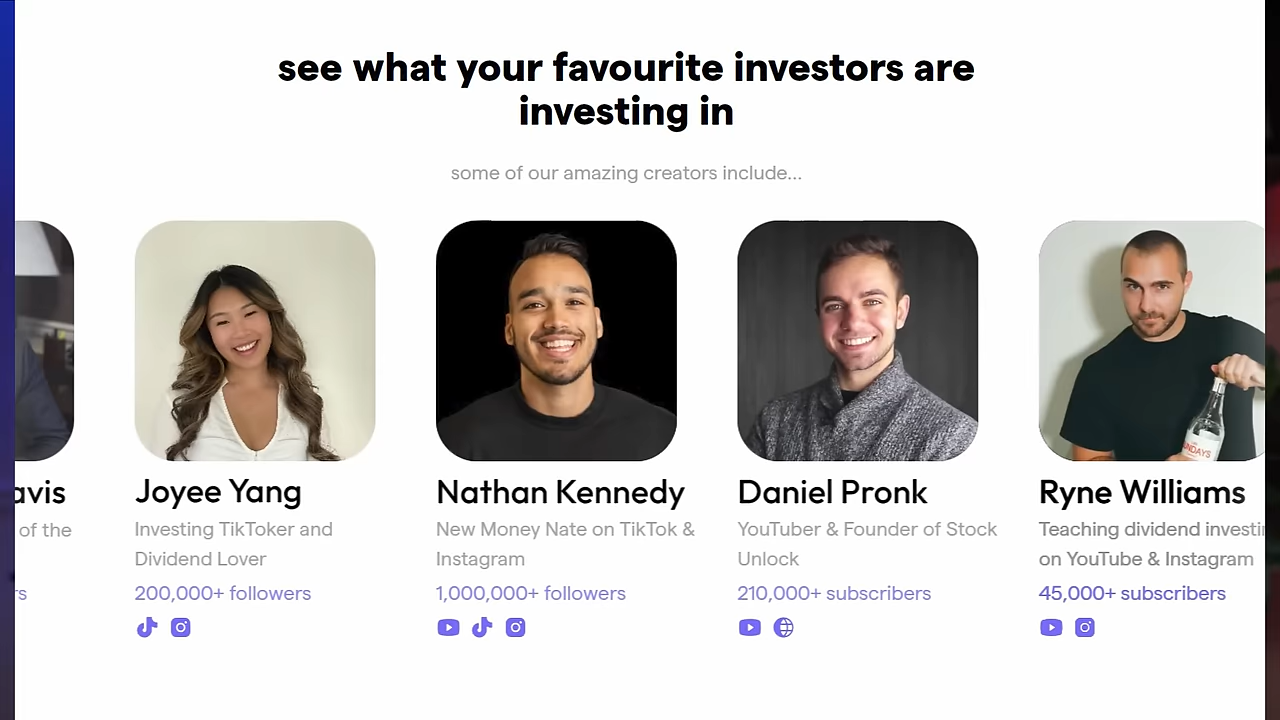 see what your favourite investors are
investing in
some of our amazing creators include...
avis
of the
rs
Joyee Yang
Investing TikToker and
Dividend Lover
200,000+ followers
Nathan Kennedy
New Money Nate on TikTok &
Instagram
1,000,000+ followers
Daniel Pronk
YouTuber & Founder of Stock
Unlock
210,000+ subscribers
UNDAYS
Ryne Williams
Teaching dividend investin
on YouTube & Instagram
45,000+ subscribers